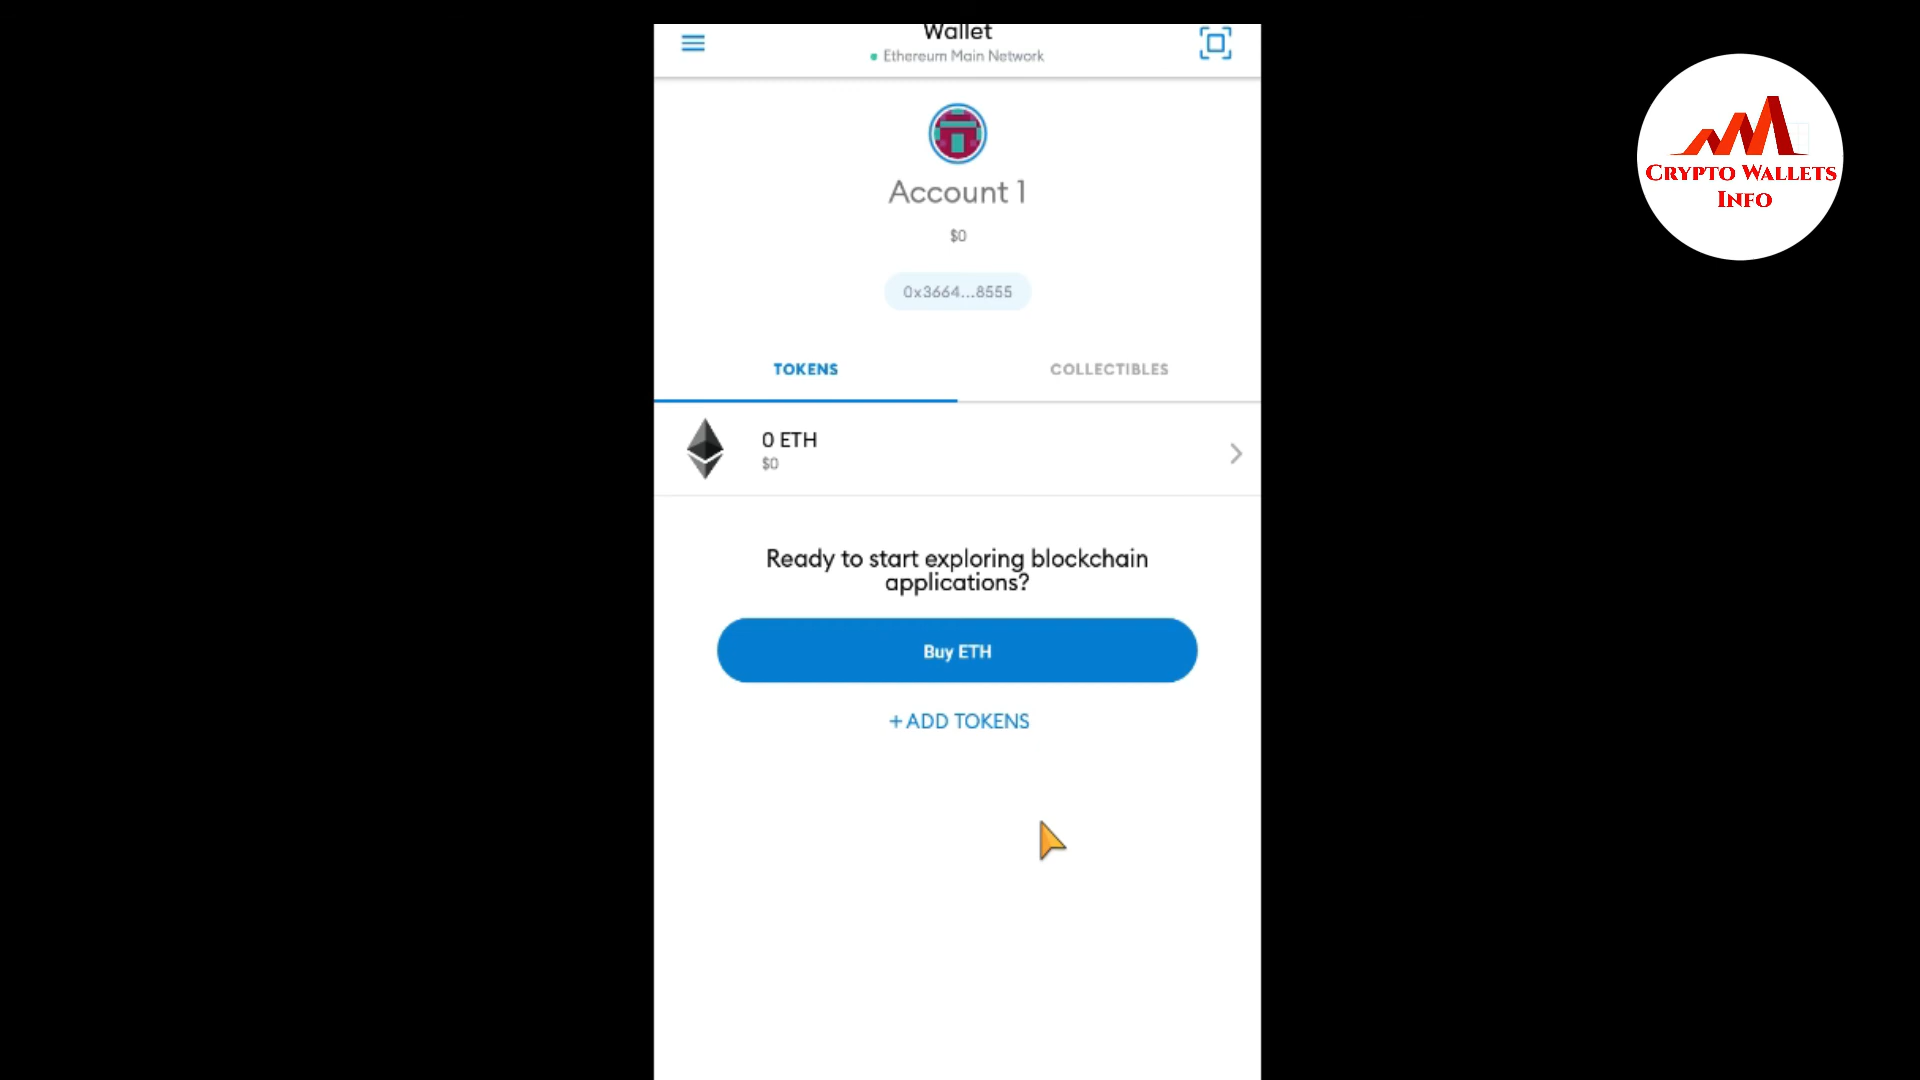 Wallet
Ethereum Main Network
Account 1
$0
0x3664...8555
TOKENS
COLLECTIBLES
0 ETH
$0
Ready to start exploring blockchain
applications?
Buy ETH
+ ADD TOKENS
CRYPTO WALLETS
INFO